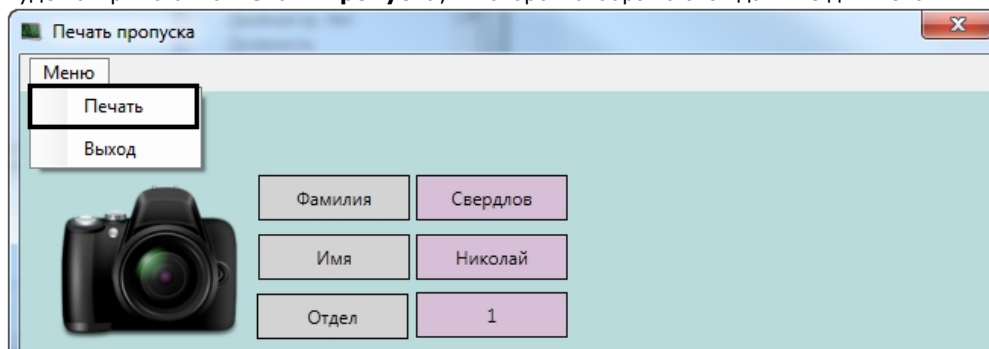 Печать пропуска
Меню
Печать
Выход
Фамилия Свердлов
Имя Николай
Отдел 1